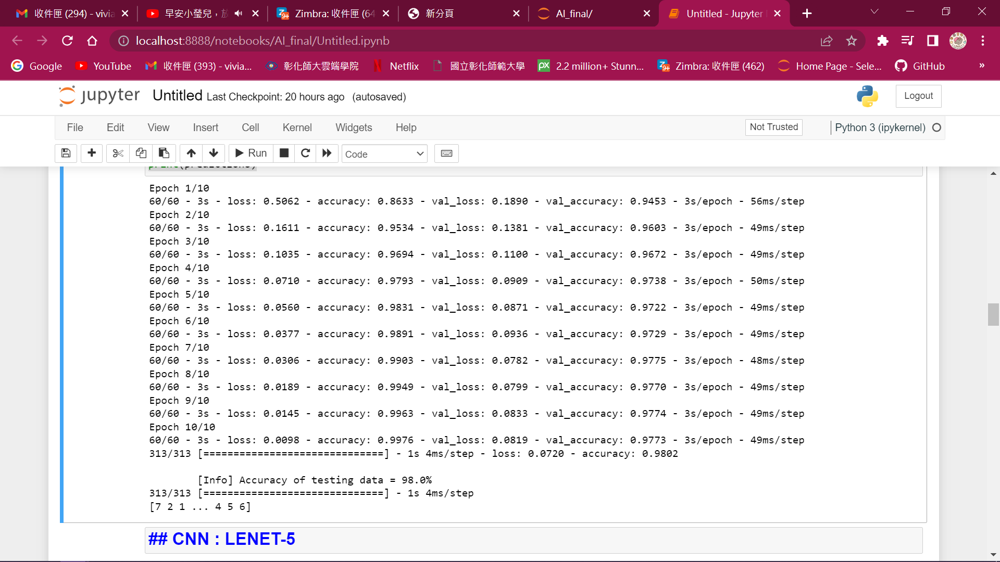 收件匣 (294) - vivia
早安小瑩兒，放
Zimbra: 收件匣 (64
新分頁
AI_final/
Untitled - Jupyter
localhost:8888/notebooks/AI_final/Untitled.ipynb
Google
YouTube
收件匣 (393) - vivia...
彰化師大雲端學院
Netflix
國立彰化師範大學
2.2 million+ Stunn...
Zimbra: 收件匣 (462)
Home Page - Sele...
GitHub
»
jupyter Untitled Last Checkpoint: 20 hours ago (autosaved)
Logout
File Edit View Insert Cell Kernel Widgets Help
Not Trusted
Python 3 (ipykernel)
Run
Code
print(predictions)
Epoch 1/10
60/60 - 3s - loss: 0.5062 - accuracy: 0.8633 - val_loss: 0.1890 - val_accuracy: 0.9453 - 3s/epoch - 56ms/step
Epoch 2/10
60/60 - 3s - loss: 0.1611 - accuracy: 0.9534 - val_loss: 0.1381 - val_accuracy: 0.9603 - 3s/epoch - 49ms/step
Epoch 3/10
60/60 - 3s - loss: 0.1035 - accuracy: 0.9694 - val_loss: 0.1100 - val_accuracy: 0.9672 - 3s/epoch - 49ms/step
Epoch 4/10
60/60 - 3s - loss: 0.0710 - accuracy: 0.9793 - val_loss: 0.0909 - val_accuracy: 0.9738 - 3s/epoch - 50ms/step
Epoch 5/10
60/60 - 3s - loss: 0.0560 - accuracy: 0.9831 - val_loss: 0.0871 - val_accuracy: 0.9722 - 3s/epoch - 49ms/step
Epoch 6/10
60/60 - 3s - loss: 0.0377 - accuracy: 0.9891 - val_loss: 0.0936 - val_accuracy: 0.9729 - 3s/epoch - 49ms/step
Epoch 7/10
60/60 - 3s - loss: 0.0306 - accuracy: 0.9903 - val_loss: 0.0782 - val_accuracy: 0.9775 - 3s/epoch - 48ms/step
Epoch 8/10
60/60 - 3s - loss: 0.0189 - accuracy: 0.9949 - val_loss: 0.0799 - val_accuracy: 0.9770 - 3s/epoch - 49ms/step
Epoch 9/10
60/60 - 3s - loss: 0.0145 - accuracy: 0.9963 - val_loss: 0.0833 - val_accuracy: 0.9774 - 3s/epoch - 49ms/step
Epoch 10/10
60/60 - 3s - loss: 0.0098 - accuracy: 0.9976 - val_loss: 0.0819 - val_accuracy: 0.9773 - 3s/epoch - 49ms/step
313/313 [==============================] - 1s 4ms/step - loss: 0.0720 - accuracy: 0.9802
[Info] Accuracy of testing data = 98.0%
313/313 [==============================] - 1s 4ms/step
[7 2 1 ... 4 5 6]
## CNN : LENET-5